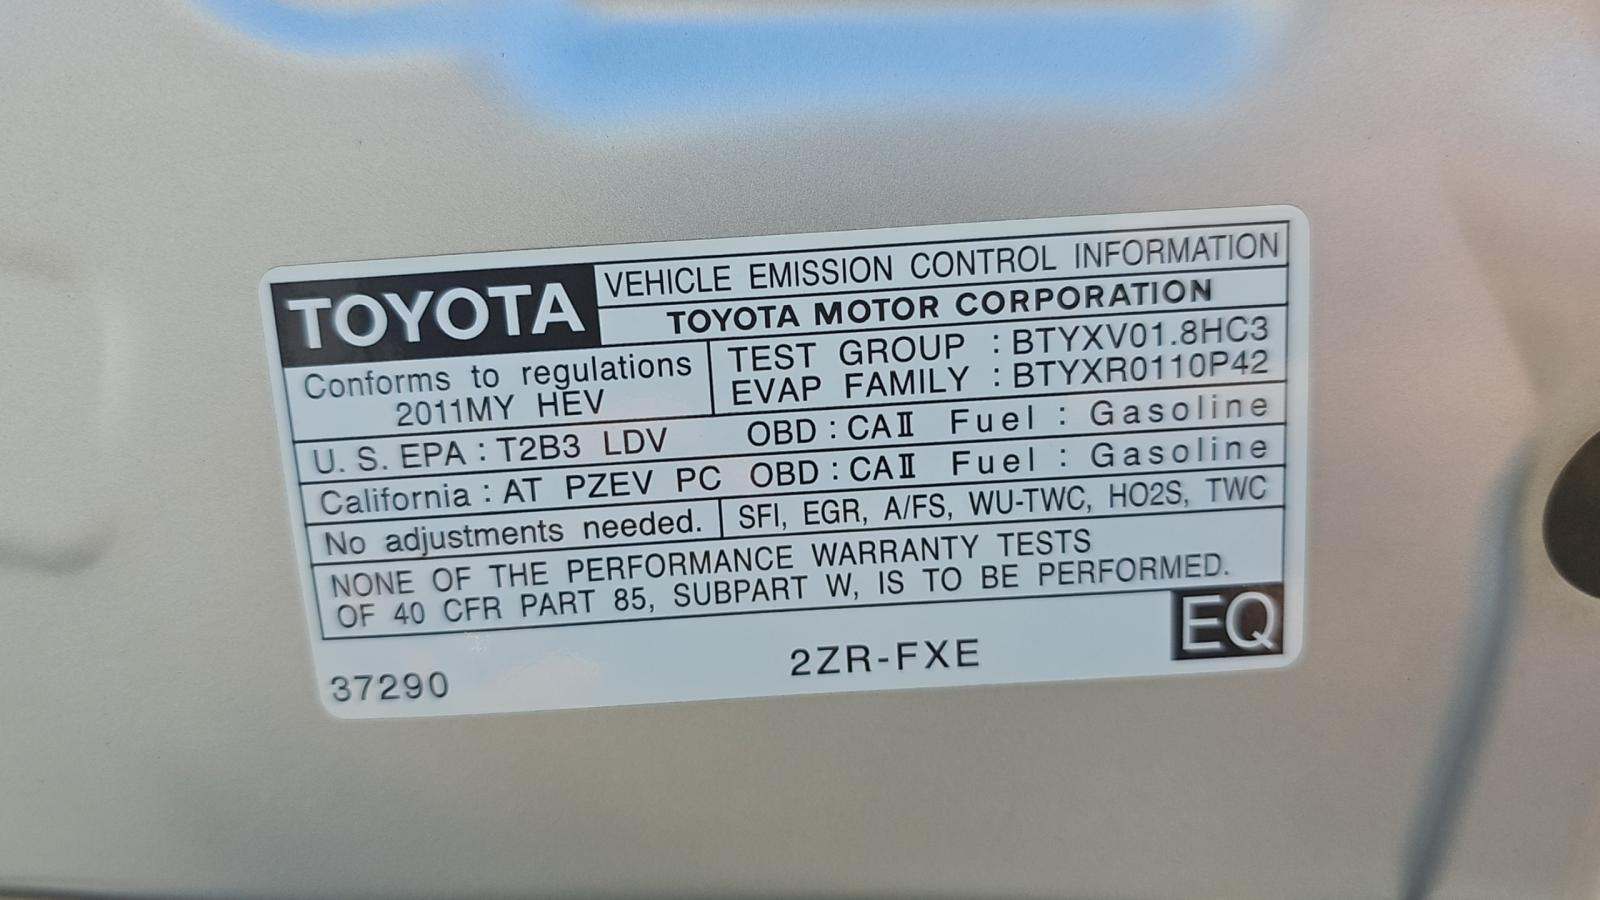 TOYOTA VEHICLE EMISSION CONTROL INFORMATION
TOYOTA MOTOR CORPORATION
Conforms to regulations
2011MY HEV
TEST GROUP : BTYXV01.8HC3
EVAP FAMILY : BTYXR0110P42
U. S. EPA : T2B3 LDV OBD : CAⅡ Fuel : Gasoline
California : AT PZEV PC OBD : CAⅡ Fuel : Gasoline
No adjustments needed. SFI, EGR, A/FS, WU-TWC, HO2S, TWC
NONE OF THE PERFORMANCE WARRANTY TESTS
OF 40 CFR PART 85, SUBPART W, IS TO BE PERFORMED.
37290 2ZR-FXE EQ